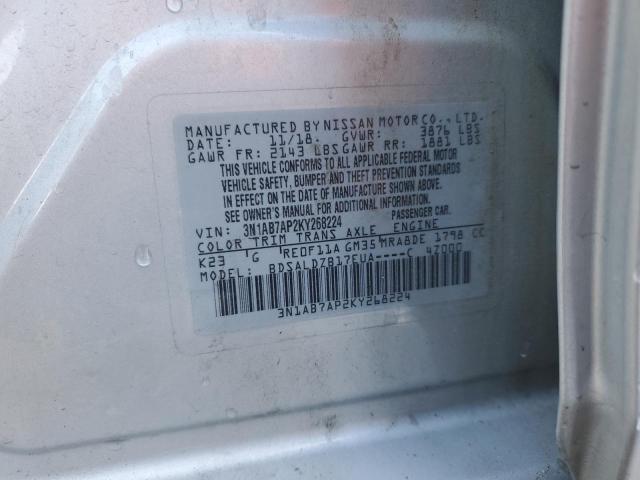 MANUFACTURED BY NISSAN MOTOR CO., LTD.
DATE: 11/18 GVWR: 3876 LBS
GAWR FR: 2143 LBS GAWR RR: 1881 LBS
THIS VEHICLE CONFORMS TO ALL APPLICABLE FEDERAL MOTOR
VEHICLE SAFETY, BUMPER AND THEFT PREVENTION STANDARDS
IN EFFECT ON THE DATE OF MANUFACTURE SHOWN ABOVE.
SEE OWNER'S MANUAL FOR ADDITIONAL INFORMATION.
VIN: 3N1AB7AP2KY268224 PASSENGER CAR
COLOR TRIM TRANS AXLE ENGINE
K23 G RE0F11A GM35 MRA8DE 1798 CC
MODEL: BDSALDZB17EUA----C 4Z000
3N1AB7AP2KY268224